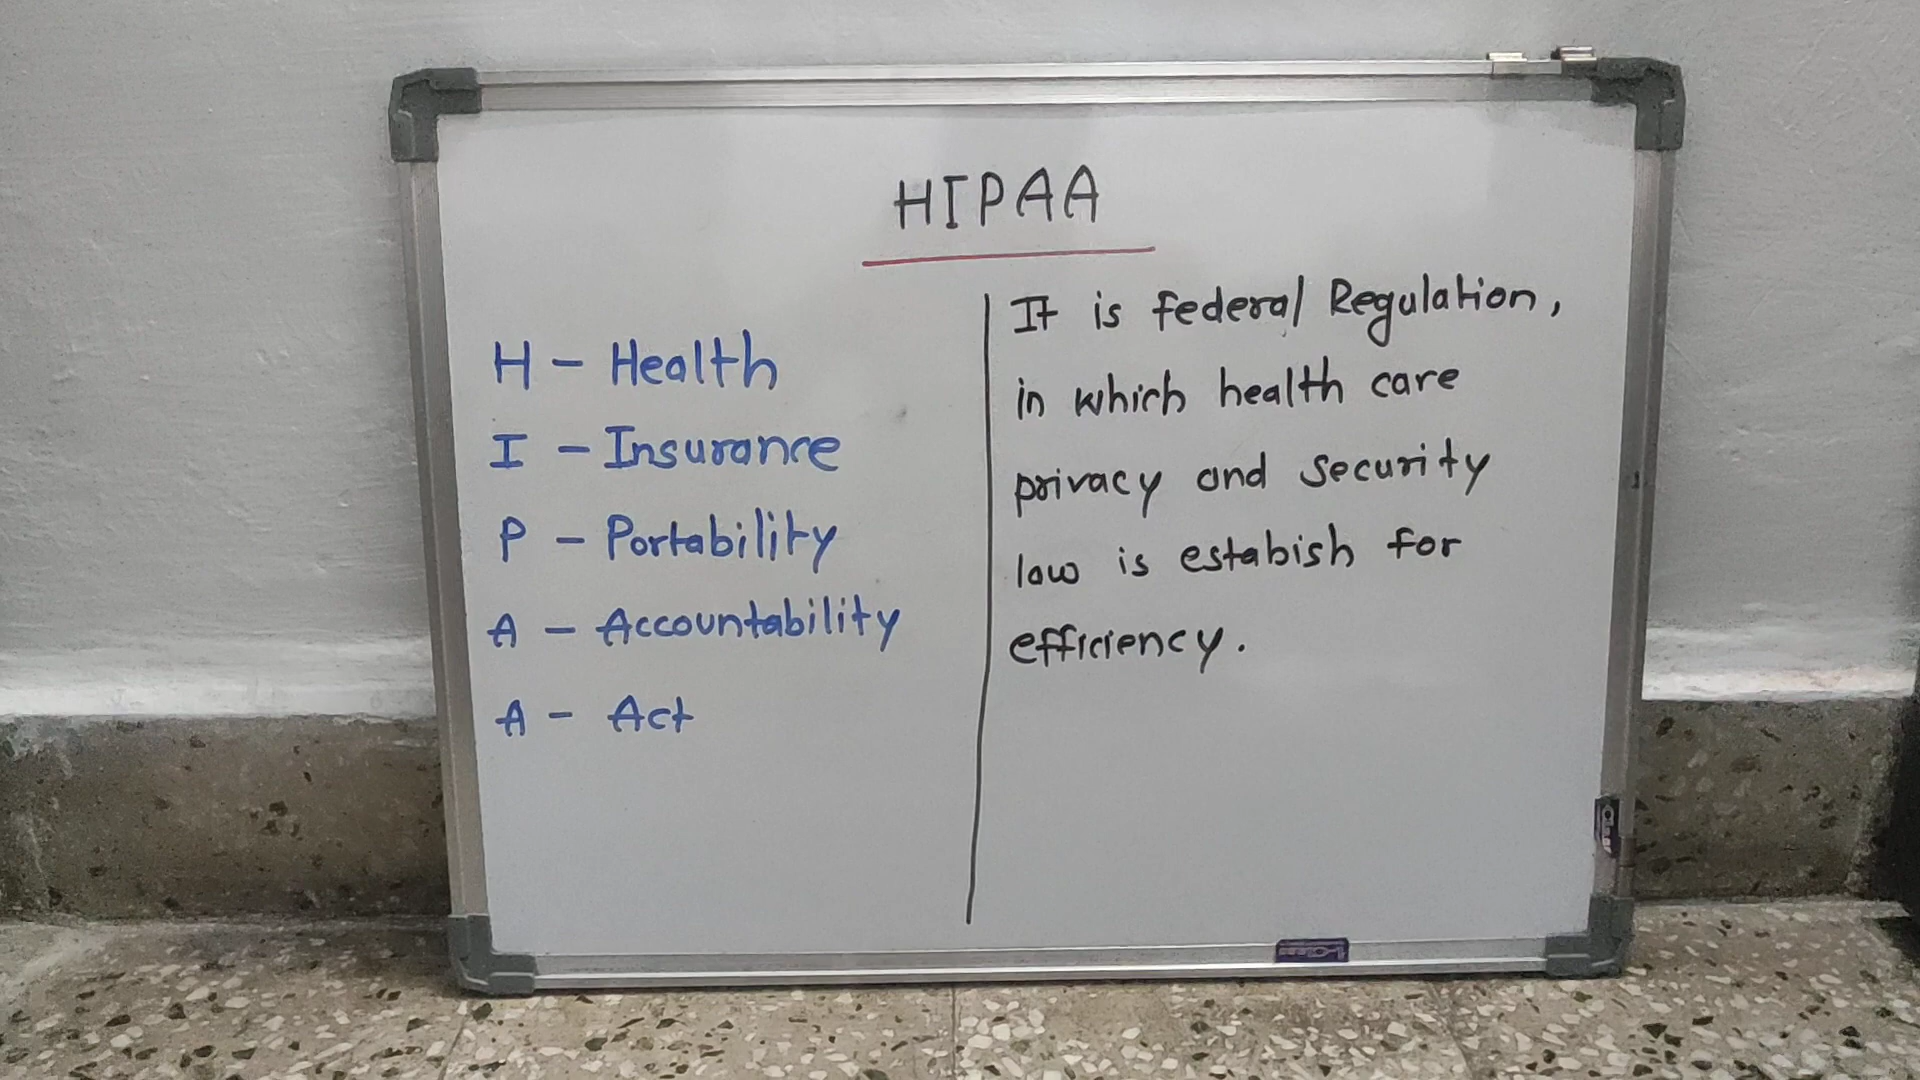 HIPAA
H - Health
I - Insurance
P - Portability
A - Accountability
A - Act
It is federal Regulation,
in which health care
privacy and security
law is estabish for
efficiency.